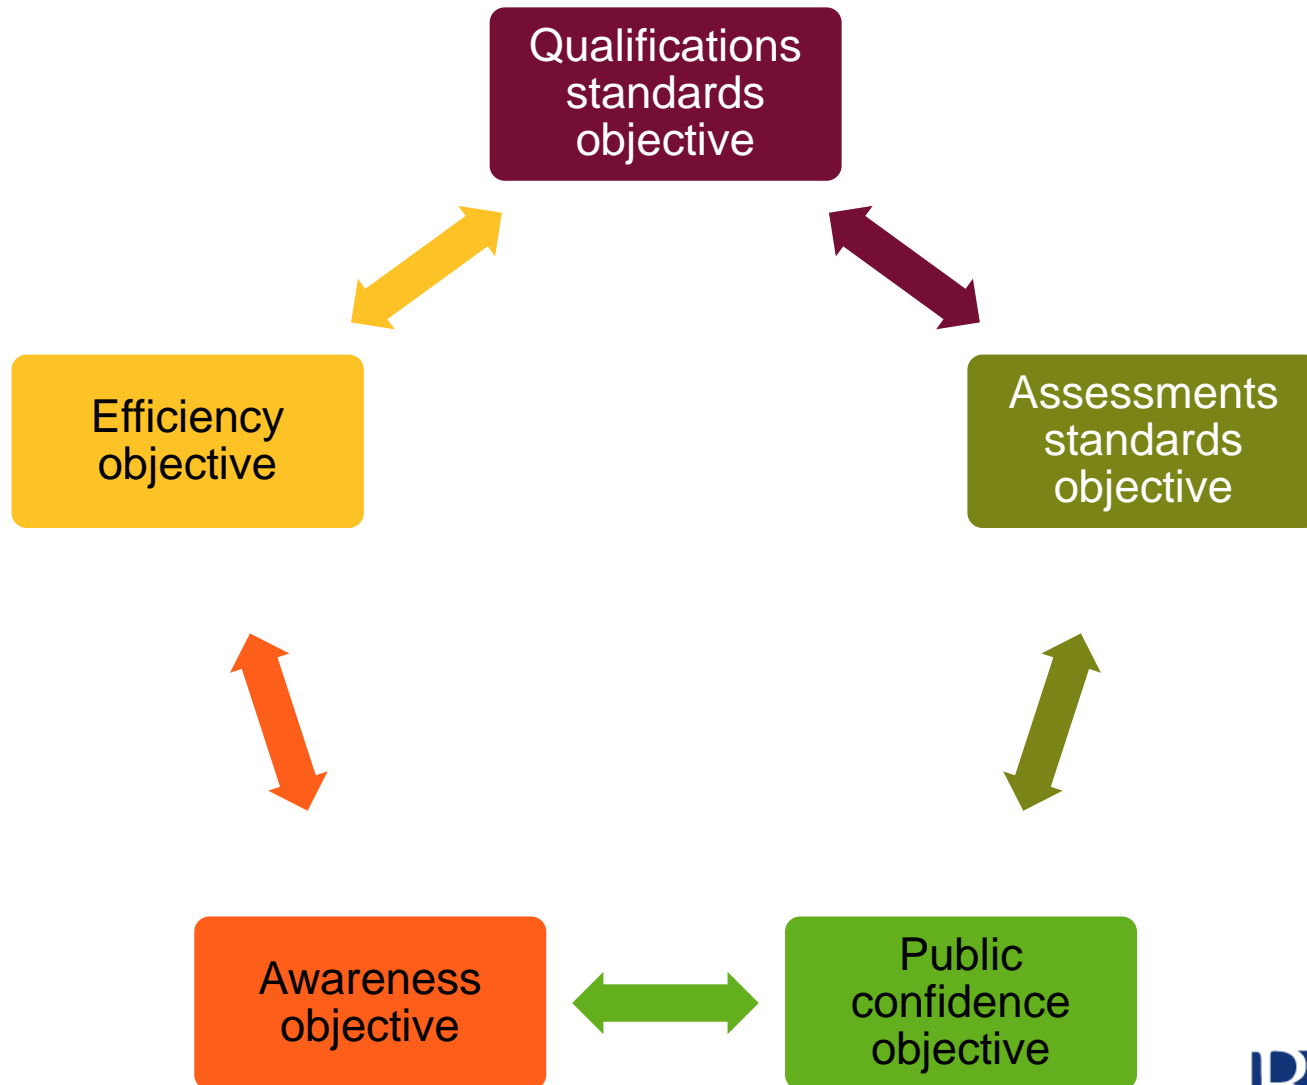 Qualifications
standards
objective
Efficiency
objective
Assessments
standards
objective
Awareness
objective
Public
confidence
objective